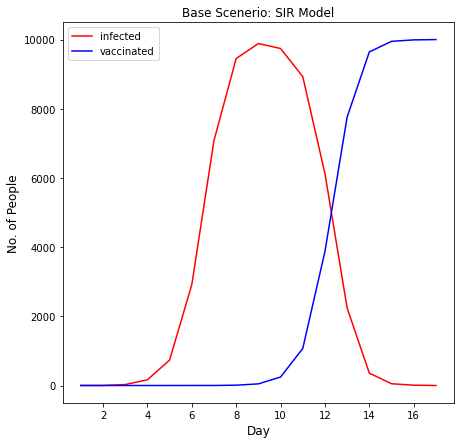 Base Scenerio: SIR Model
infected
vaccinated
10000
8000
6000
4000
2000
0
No. of People
2 4 6 8 10 12 14 16
Day